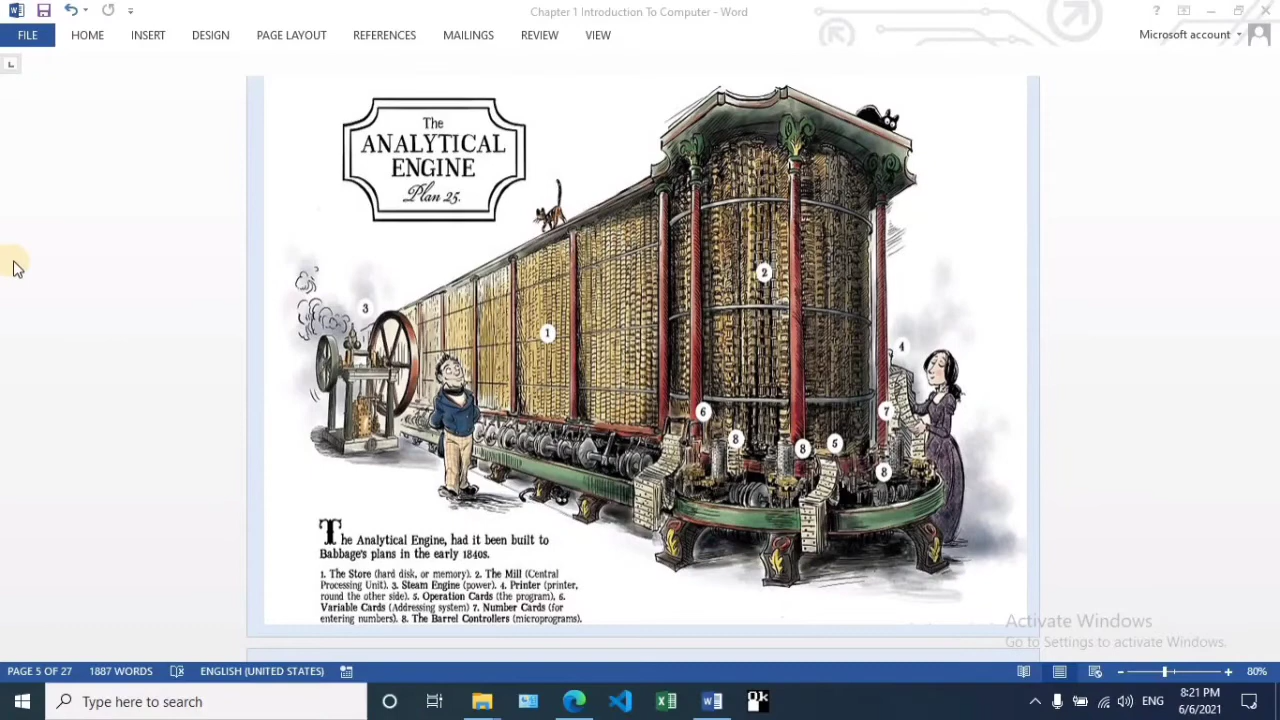 Chapter 1 Introduction To Computer - Word
?
FILE HOME INSERT DESIGN PAGE LAYOUT REFERENCES MAILINGS REVIEW VIEW
Microsoft account
The
ANALYTICAL
ENGINE
Plan 25.
2
3
1
4
6
7
8
8
5
8
The Analytical Engine, had it been built to
Babbage's plans in the early 1840s.
1. The Store (hard disk, or memory). 2. The Mill (Central
Processing Unit). 3. Steam Engine (power). 4. Printer (printer,
round the other side). 5. Operation Cards (the program), 6.
Variable Cards (Addressing system) 7. Number Cards (for
entering numbers). 8. The Barrel Controllers (microprograms).
Activate Windows
Go to Settings to activate Windows.
PAGE 5 OF 27 1887 WORDS ENGLISH (UNITED STATES) 80%
Type here to search
Ok
ENG
8:21 PM
6/6/2021